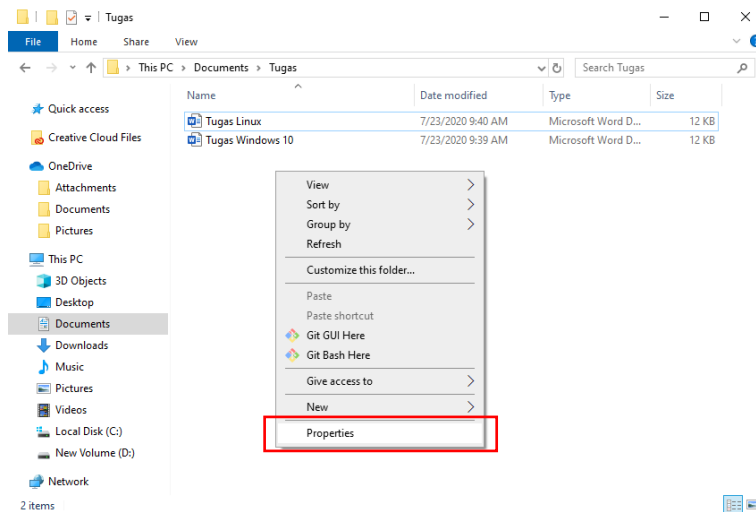 Tugas
File Home Share View
This PC > Documents > Tugas Search Tugas
Name Date modified Type Size
Tugas Linux 7/23/2020 9:40 AM Microsoft Word D... 12 KB
Tugas Windows 10 7/23/2020 9:39 AM Microsoft Word D... 12 KB
Quick access
Creative Cloud Files
OneDrive
Attachments
Documents
Pictures
This PC
3D Objects
Desktop
Documents
Downloads
Music
Pictures
Videos
Local Disk (C:)
New Volume (D:)
Network
View
Sort by
Group by
Refresh
Customize this folder...
Paste
Paste shortcut
Git GUI Here
Git Bash Here
Give access to
New
Properties
2 items